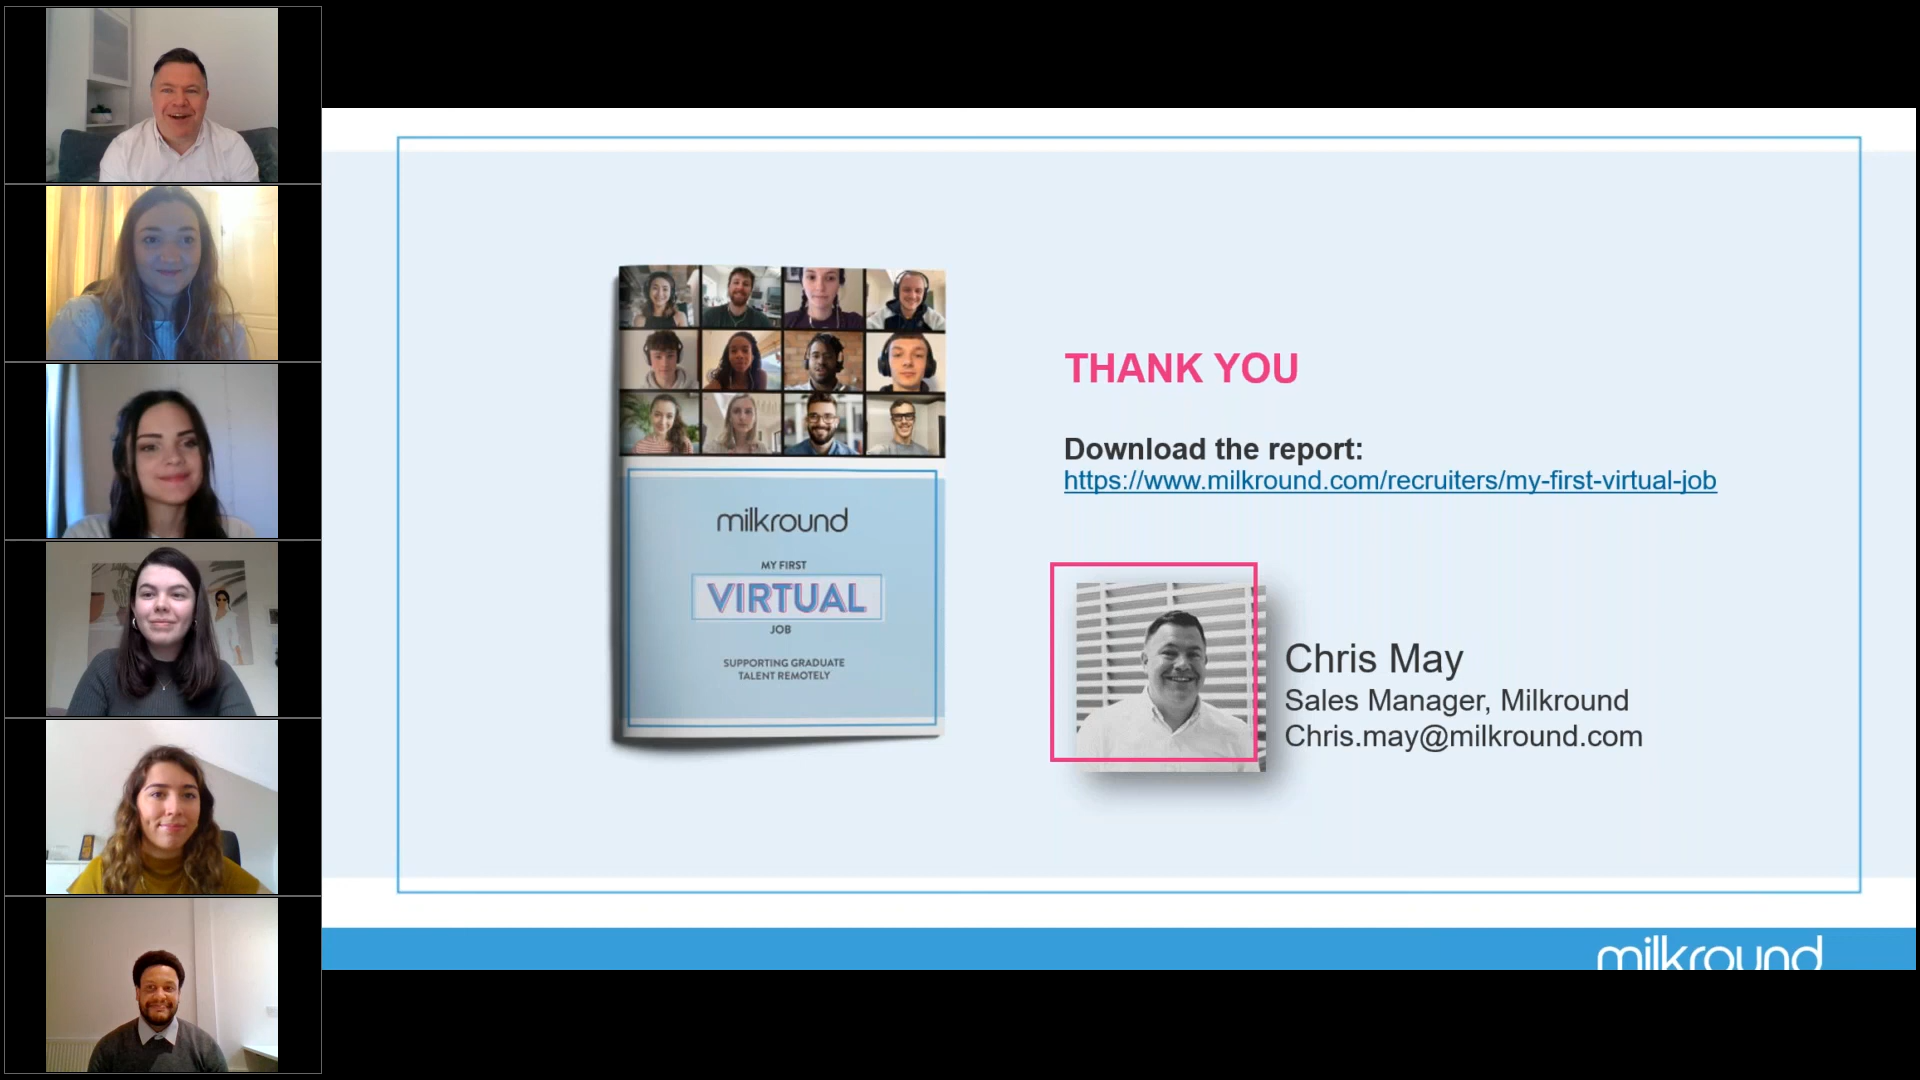 milkround
MY FIRST
VIRTUAL
JOB
SUPPORTING GRADUATE
TALENT REMOTELY
THANK YOU
Download the report:
https://www.milkround.com/recruiters/my-first-virtual-job
Chris May
Sales Manager, Milkround
Chris.may@milkround.com
milkround